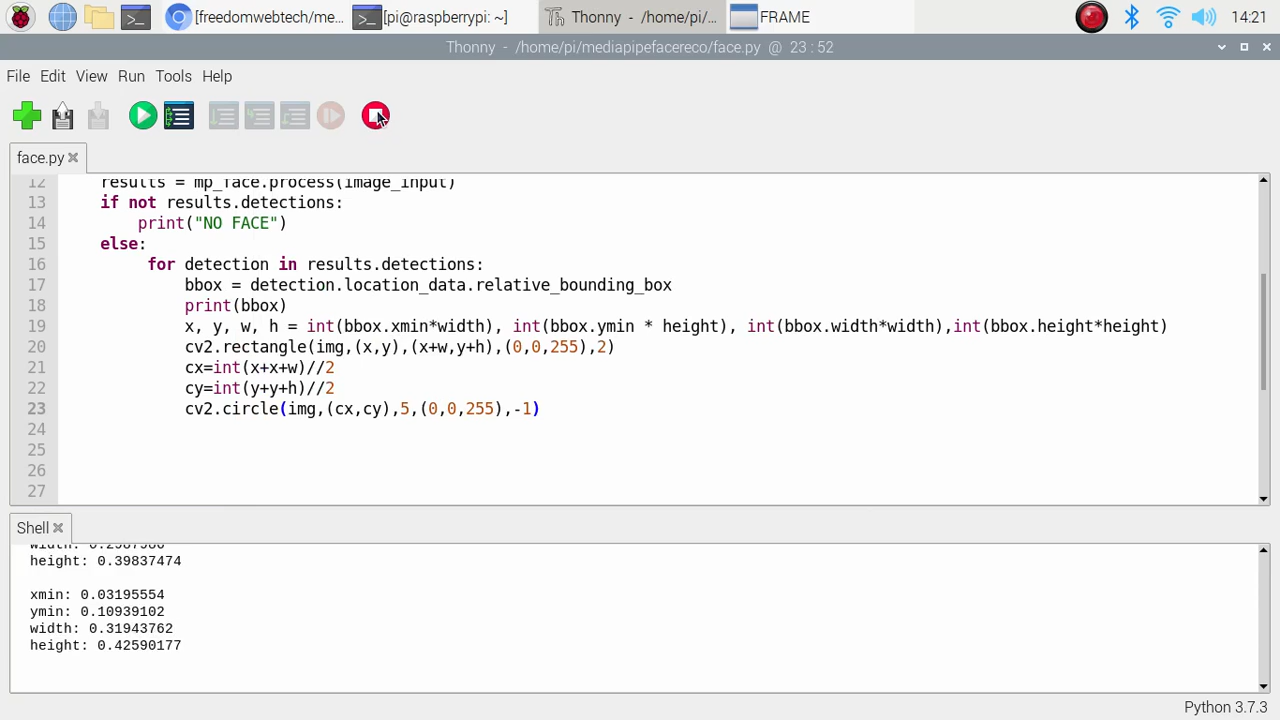 [freedomwebtech/me...
[pi@raspberrypi: ~]
Thonny - /home/pi/...
FRAME
14:21
Thonny - /home/pi/mediapipefacereco/face.py @ 23 : 52
File Edit View Run Tools Help
face.py
12 results = mp_face.process(image_input)
13 if not results.detections:
14 print("NO FACE")
15 else:
16 for detection in results.detections:
17 bbox = detection.location_data.relative_bounding_box
18 print(bbox)
19 x, y, w, h = int(bbox.xmin*width), int(bbox.ymin * height), int(bbox.width*width),int(bbox.height*height)
20 cv2.rectangle(img,(x,y),(x+w,y+h),(0,0,255),2)
21 cx=int(x+x+w)//2
22 cy=int(y+y+h)//2
23 cv2.circle(img,(cx,cy),5,(0,0,255),-1)
24
25
26
27
Shell
width: 0.2987980
height: 0.39837474
xmin: 0.03195554
ymin: 0.10939102
width: 0.31943762
height: 0.42590177
Python 3.7.3